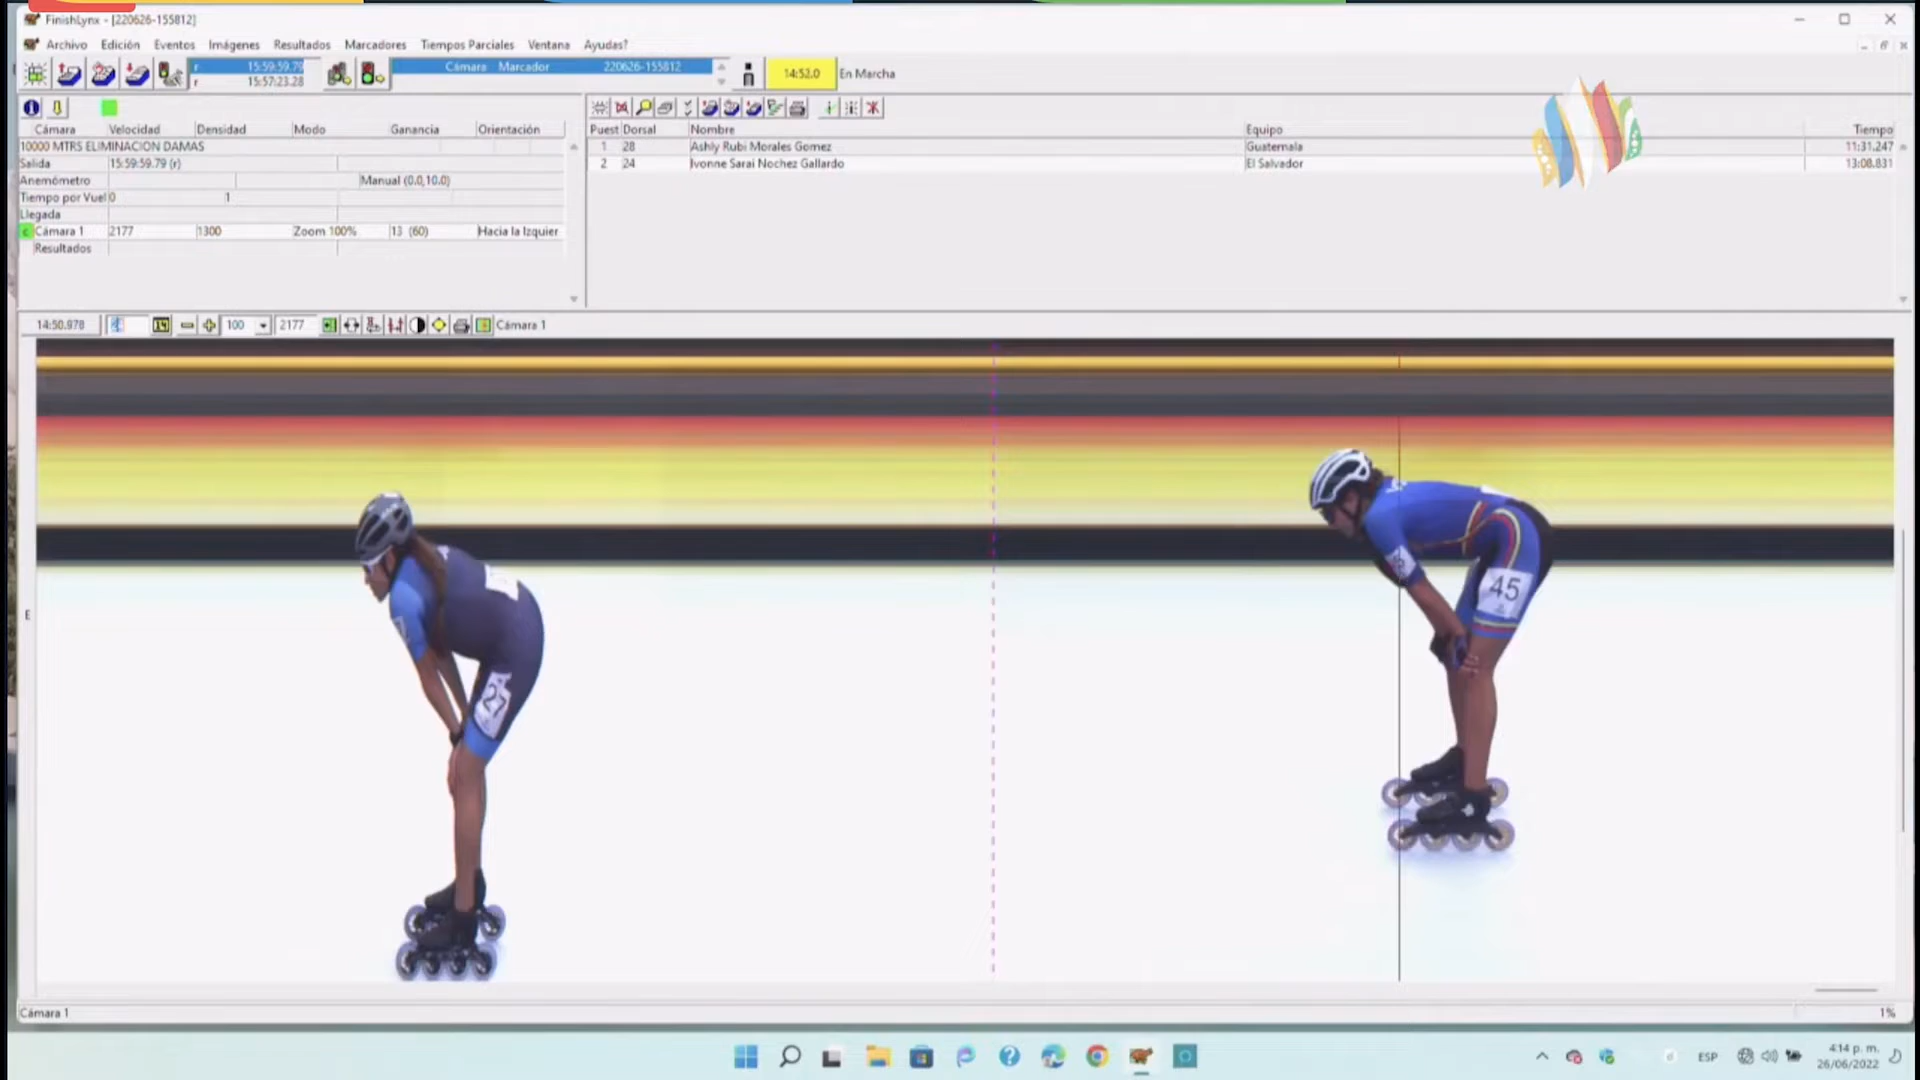 FinishLynx - [220626-155812]
Archivo Edición Eventos Imágenes Resultados Marcadores Tiempos Parciales Ventana Ayudas?
r 15:59:59.79 Cámara Marcador 220626-155812 14:52.0 En Marcha
r 15:57:23.28
Cámara Velocidad Densidad Modo Ganancia Orientación
10000 MTRS ELIMINACION DAMAS
Salida 15:59:59.79 (r)
Anemómetro Manual (0.0,10.0)
Tiempo por Vuel 0 1
Llegada
c Cámara 1 2177 1300 Zoom 100% 13 (60) Hacia la Izquier
Resultados
Puest Dorsal Nombre Equipo Tiempo
1 28 Ashly Rubi Morales Gomez Guatemala 11:31.247
2 24 Ivonne Sarai Nochez Gallardo El Salvador 13:08.831
14:50.978 100 2177 Cámara 1
E
45
27
Cámara 1 1%
ESP
4:14 p. m.
26/06/2022